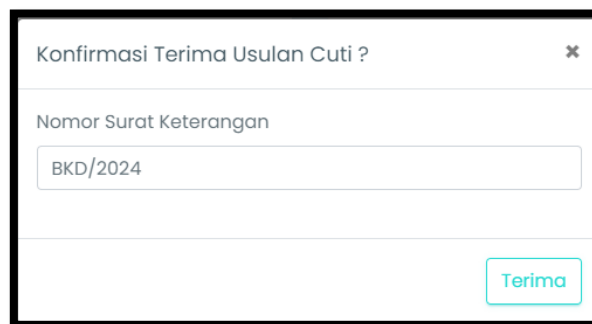 Konfirmasi Terima Usulan Cuti ?
Nomor Surat Keterangan
BKD/2024
Terima